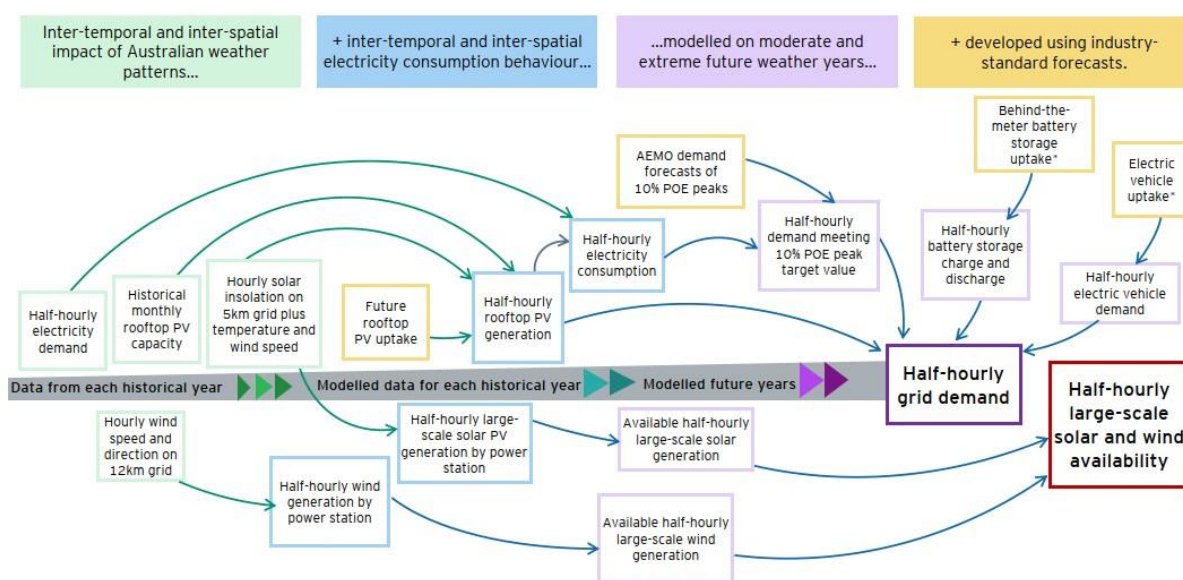 Inter-temporal and inter-spatial
impact of Australian weather
patterns...
+ inter-temporal and inter-spatial
electricity consumption behaviour...
...modelled on moderate and
extreme future weather years...
+ developed using industry-
standard forecasts.
Behind-the-
meter battery
storage
uptake*
Electric
vehicle
uptake*
AEMO demand
forecasts of
10% POE peaks
Half-hourly
electricity
consumption
Half-hourly
demand meeting
10% POE peak
target value
Half-hourly
battery storage
charge and
discharge
Half-hourly
electric vehicle
demand
Half-hourly
electricity
demand
Historical
monthly
rooftop PV
capacity
Hourly solar
insolation on
5km grid plus
temperature and
wind speed
Future
rooftop
PV uptake
Half-hourly
rooftop PV
generation
Data from each historical year
Modelled data for each historical year
Modelled future years
Half-hourly
grid demand
Half-hourly
large-scale
solar and wind
availability
Hourly wind
speed and
direction on
12km grid
Half-hourly large-
scale solar PV
generation by power
station
Available half-hourly
large-scale solar
generation
Half-hourly wind
generation by
power station
Available half-hourly
large-scale wind
generation